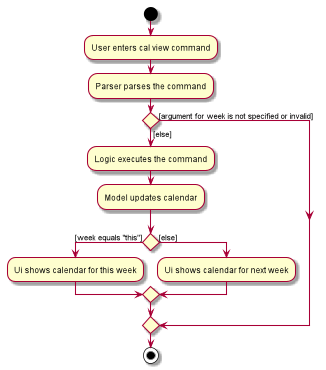 User enters cal view command
Parser parses the command
[argument for week is not specified or invalid]
[else]
Logic executes the command
Model updates calendar
[week equals "this"]
[else]
Ui shows calendar for this week
Ui shows calendar for next week